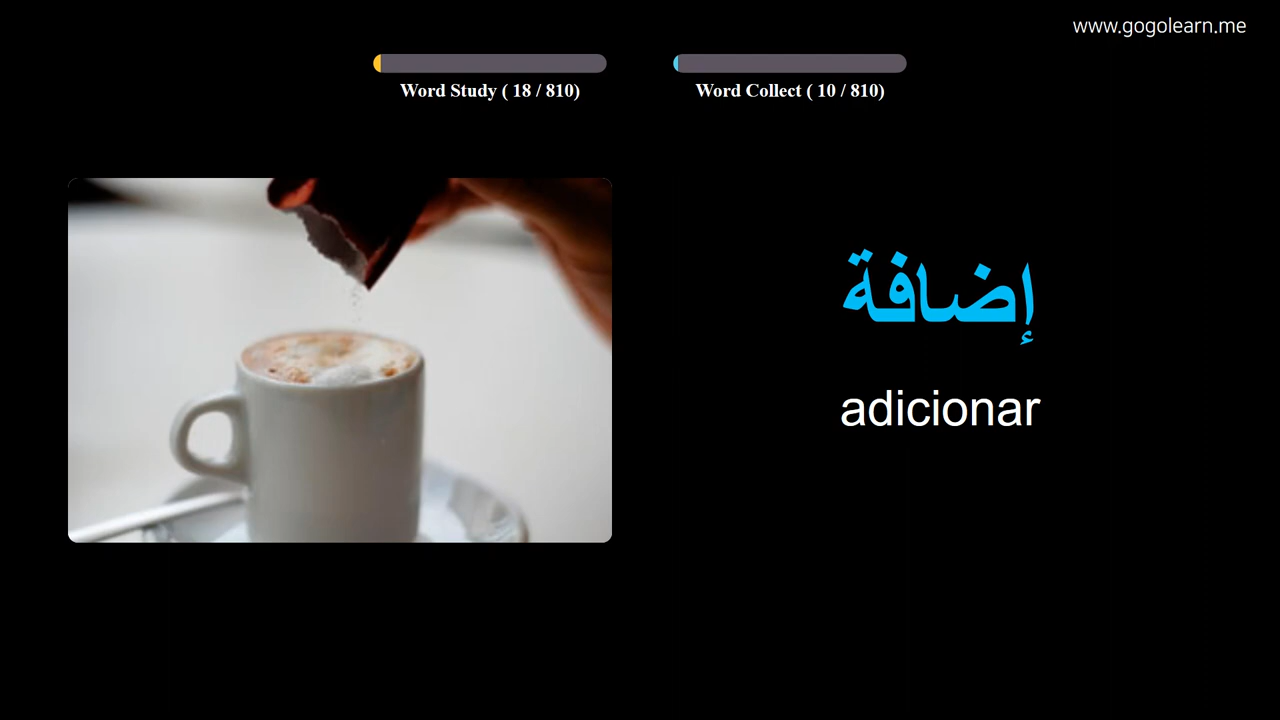 www.gogolearn.me
Word Study ( 18 / 810)
Word Collect ( 10 / 810)
إضافة
adicionar